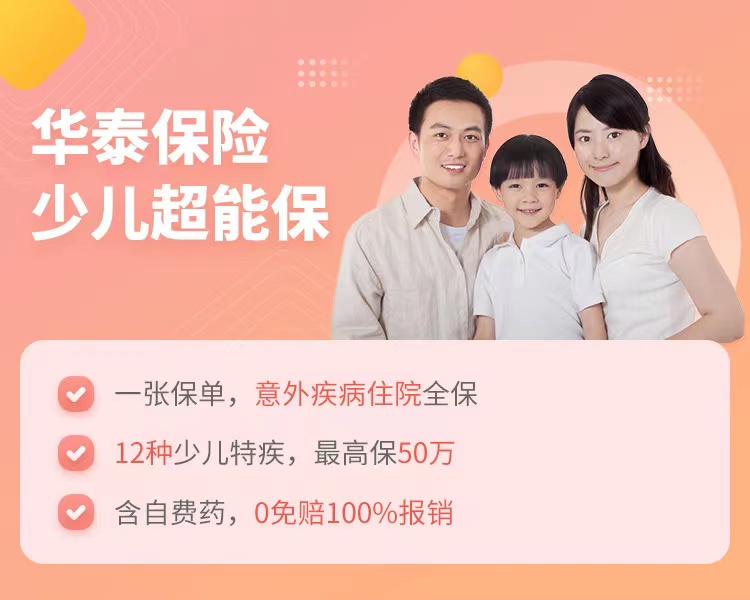 华泰保险
少儿超能保
一张保单，意外疾病住院全保
12种少儿特疾，最高保50万
含自费药，0免赔100%报销